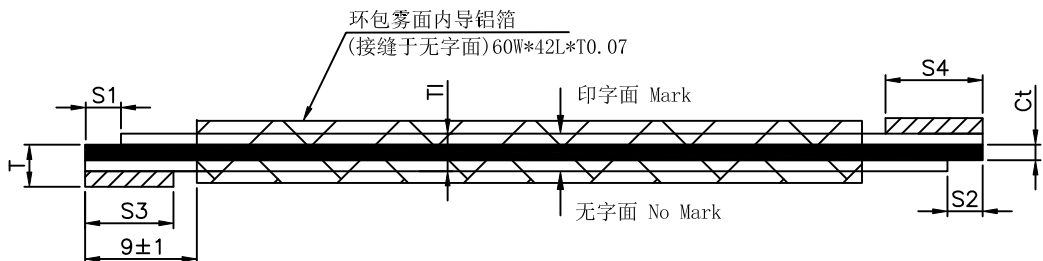 环包雾面内导铝箔
(接缝于无字面)60W*42L*T0.07
S1
TI
印字面 Mark
S4
Ct
T
S3
无字面 No Mark
S2
9±1